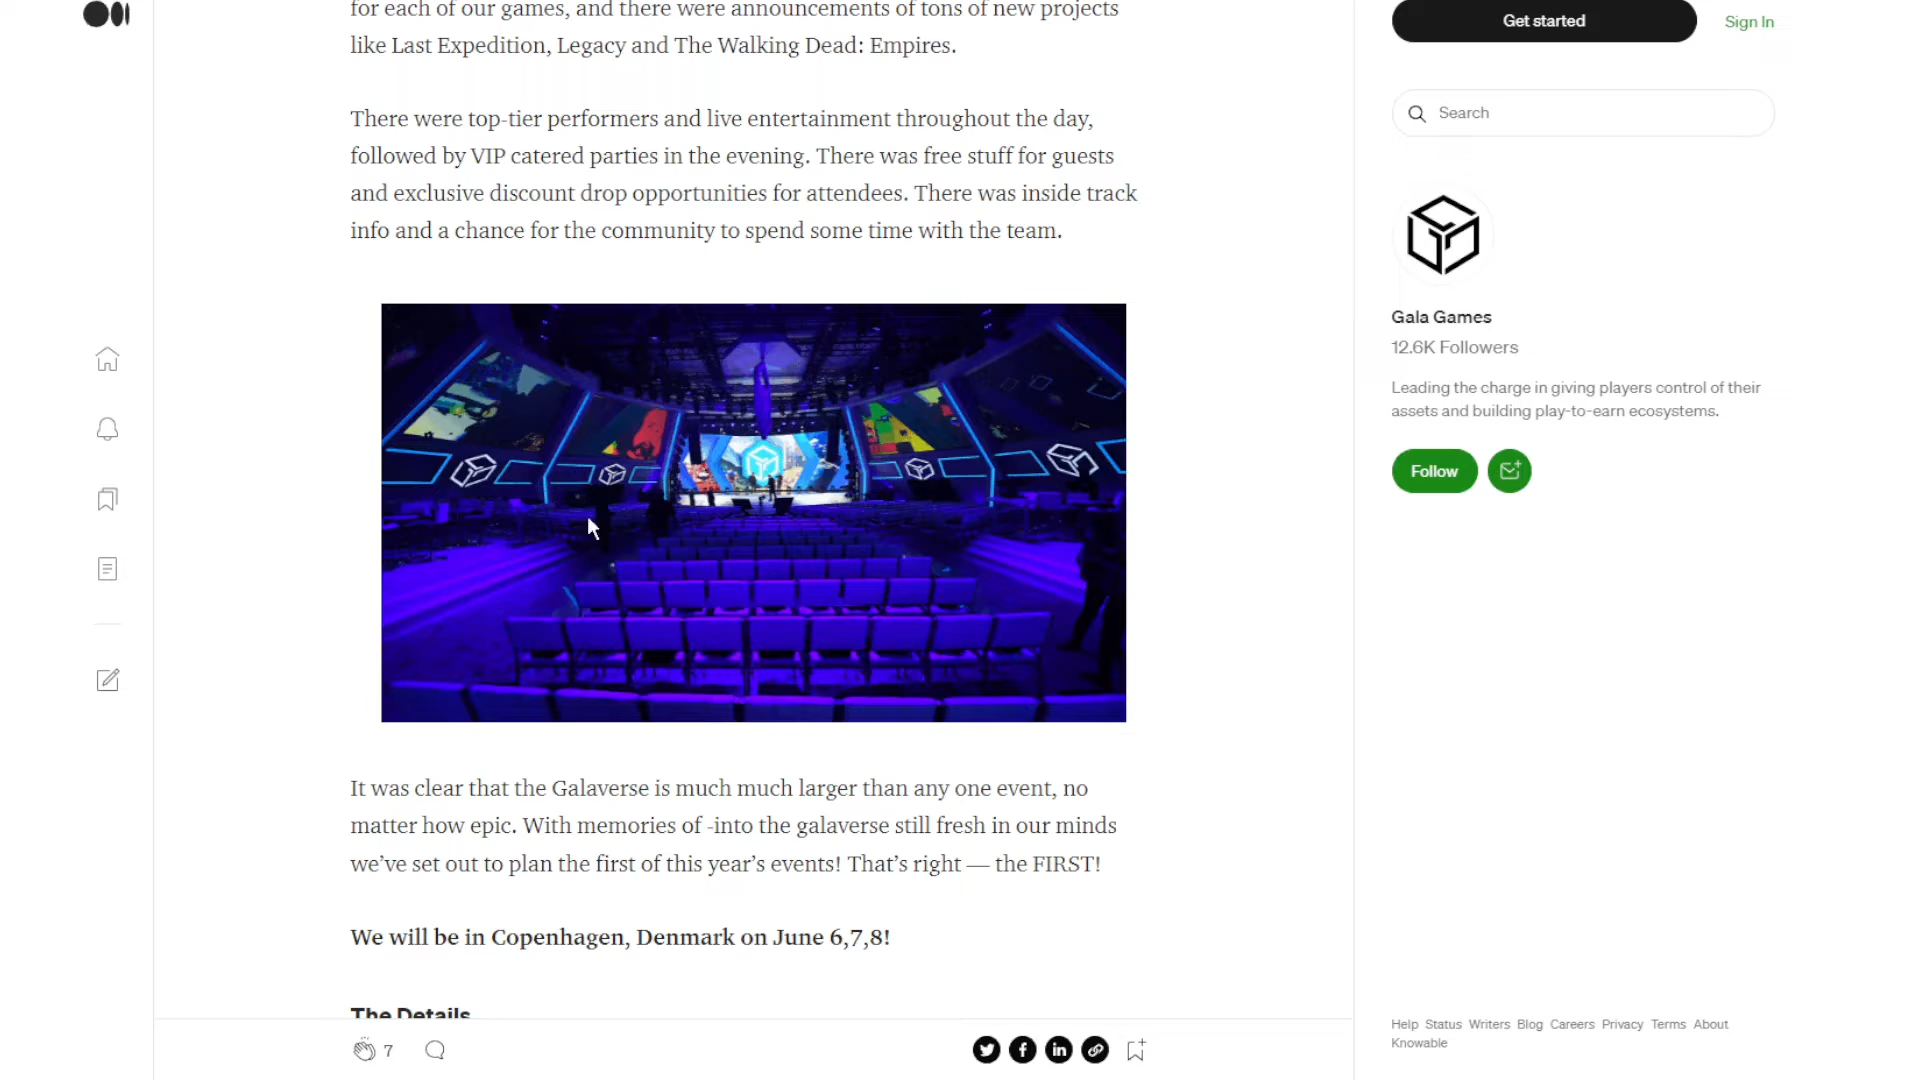 for each of our games, and there were announcements of tons of new projects
like Last Expedition, Legacy and The Walking Dead: Empires.
There were top-tier performers and live entertainment throughout the day,
followed by VIP catered parties in the evening. There was free stuff for guests
and exclusive discount drop opportunities for attendees. There was inside track
info and a chance for the community to spend some time with the team.
It was clear that the Galaverse is much much larger than any one event, no
matter how epic. With memories of -into the galaverse still fresh in our minds
we’ve set out to plan the first of this year’s events! That’s right — the FIRST!
We will be in Copenhagen, Denmark on June 6,7,8!
The Details
7
Get started
Sign In
Search
Gala Games
12.6K Followers
Leading the charge in giving players control of their
assets and building play-to-earn ecosystems.
Follow
Help Status Writers Blog Careers Privacy Terms About
Knowable